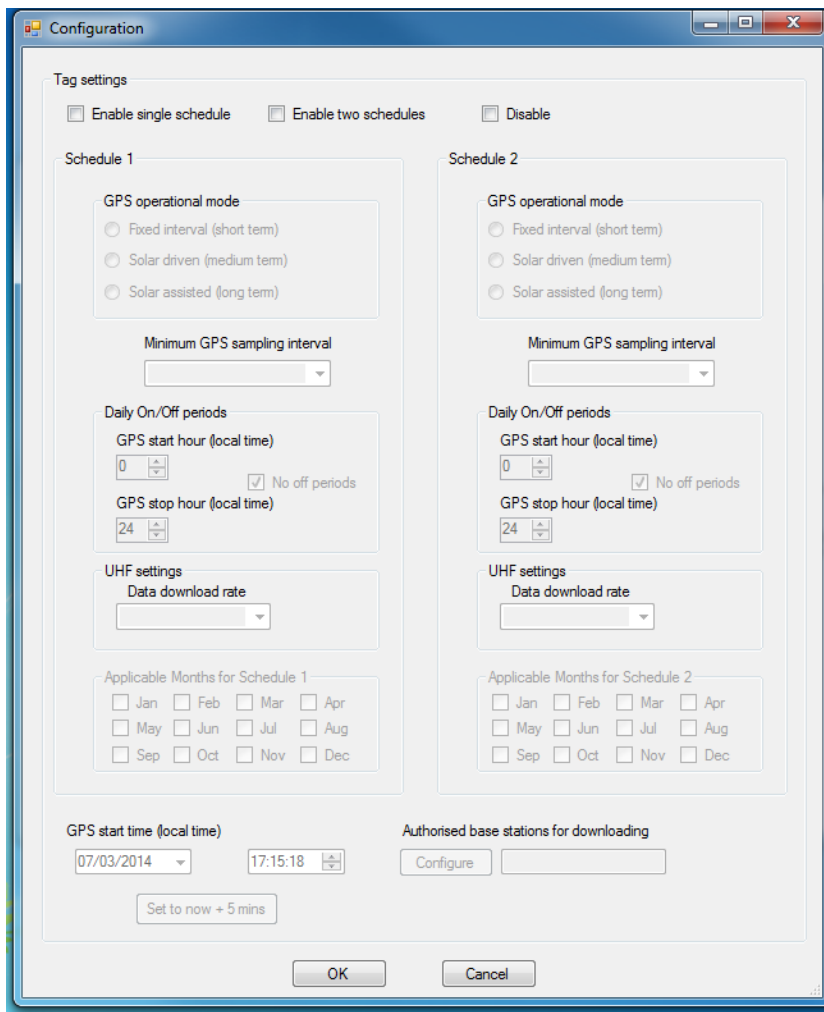 Configuration
Tag settings
Enable single schedule Enable two schedules Disable
Schedule 1
GPS operational mode
Fixed interval (short term)
Solar driven (medium term)
Solar assisted (long term)
Minimum GPS sampling interval
Daily On/Off periods
GPS start hour (local time)
0
No off periods
GPS stop hour (local time)
24
UHF settings
Data download rate
Applicable Months for Schedule 1
Jan Feb Mar Apr
May Jun Jul Aug
Sep Oct Nov Dec
Schedule 2
GPS operational mode
Fixed interval (short term)
Solar driven (medium term)
Solar assisted (long term)
Minimum GPS sampling interval
Daily On/Off periods
GPS start hour (local time)
0
No off periods
GPS stop hour (local time)
24
UHF settings
Data download rate
Applicable Months for Schedule 2
Jan Feb Mar Apr
May Jun Jul Aug
Sep Oct Nov Dec
GPS start time (local time)
07/03/2014 17:15:18
Set to now + 5 mins
Authorised base stations for downloading
Configure
OK Cancel